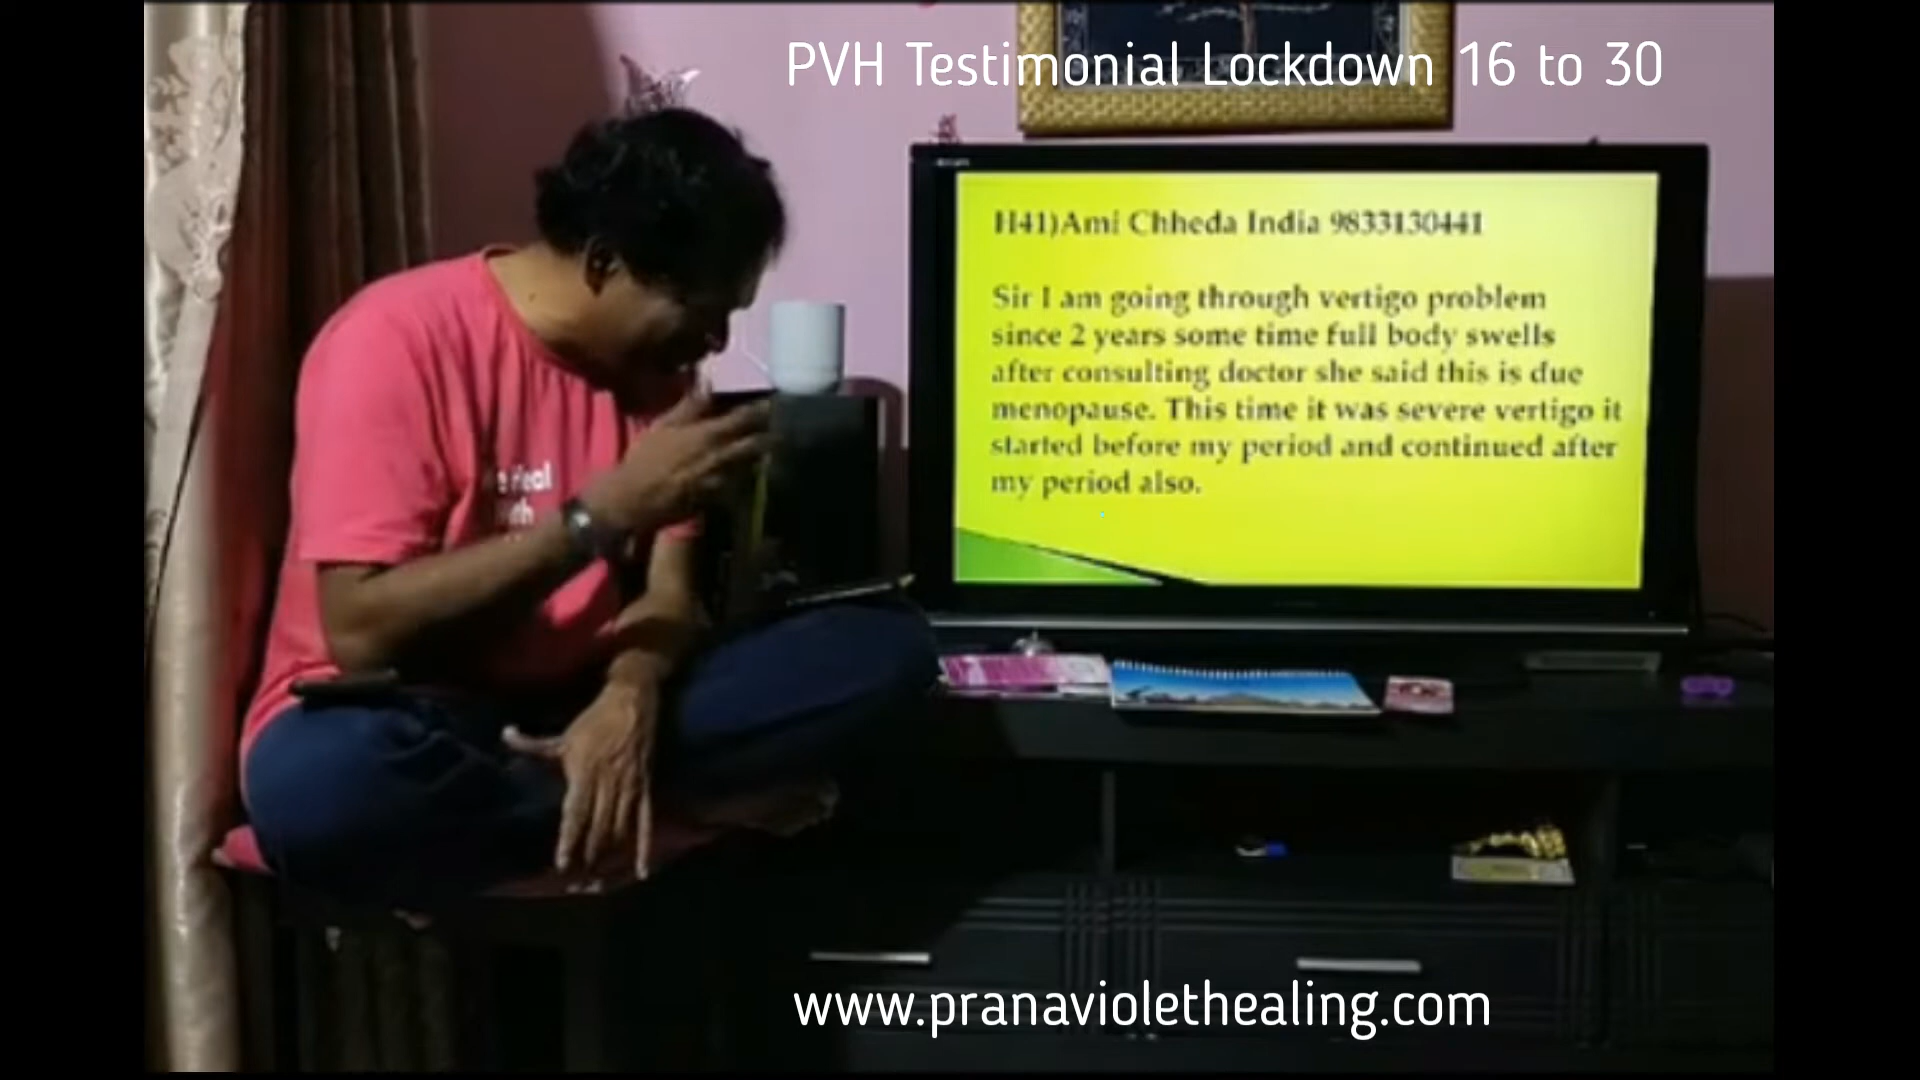 PVH Testimonial Lockdown 16 to 30
H41)Ami Chheda India 9833130441
Sir I am going through vertigo problem
since 2 years some time full body swells
after consulting doctor she said this is due
menopause. This time it was severe vertigo it
started before my period and continued after
my period also.
www.pranaviolethealing.com